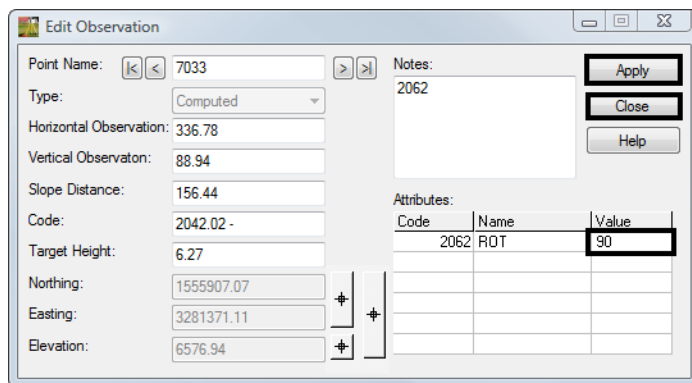 Edit Observation
Point Name: |< < 7033 > >|
Type: Computed
Horizontal Observation: 336.78
Vertical Observaton: 88.94
Slope Distance: 156.44
Code: 2042.02 -
Target Height: 6.27
Northing: 1555907.07
Easting: 3281371.11
Elevation: 6576.94
Notes:
2062
Apply
Close
Help
Attributes:
Code Name Value
2062 ROT 90